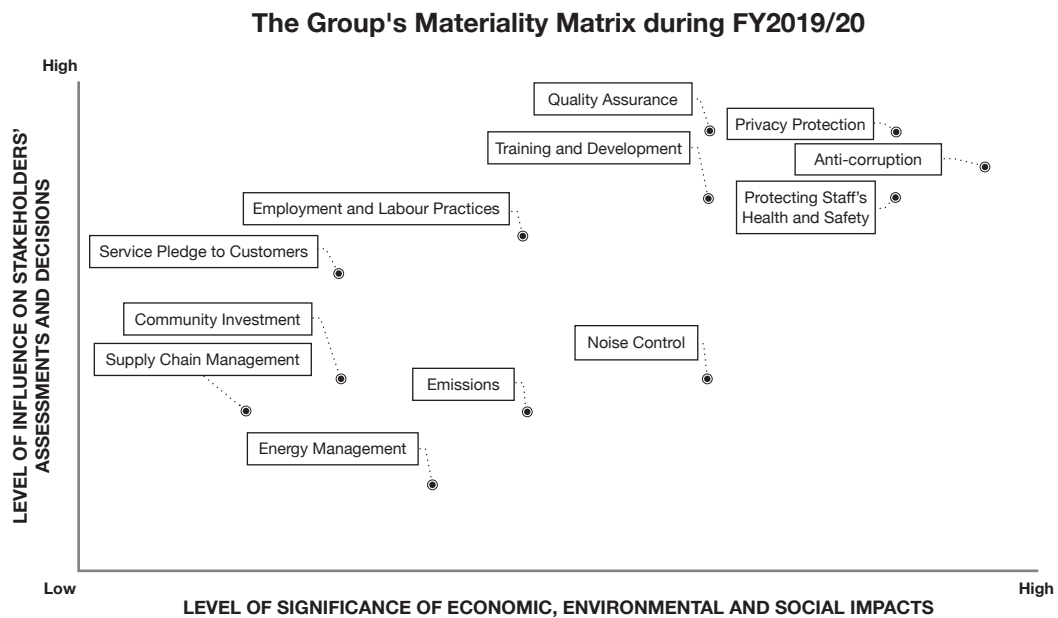 The Group's Materiality Matrix during FY2019/20
High
Quality Assurance
Privacy Protection
Training and Development
Anti-corruption
Protecting Staff’s
Health and Safety
Employment and Labour Practices
Service Pledge to Customers
Community Investment
Noise Control
Supply Chain Management
Emissions
Energy Management
LEVEL OF INFLUENCE ON STAKEHOLDERS’
ASSESSMENTS AND DECISIONS
Low
High
LEVEL OF SIGNIFICANCE OF ECONOMIC, ENVIRONMENTAL AND SOCIAL IMPACTS